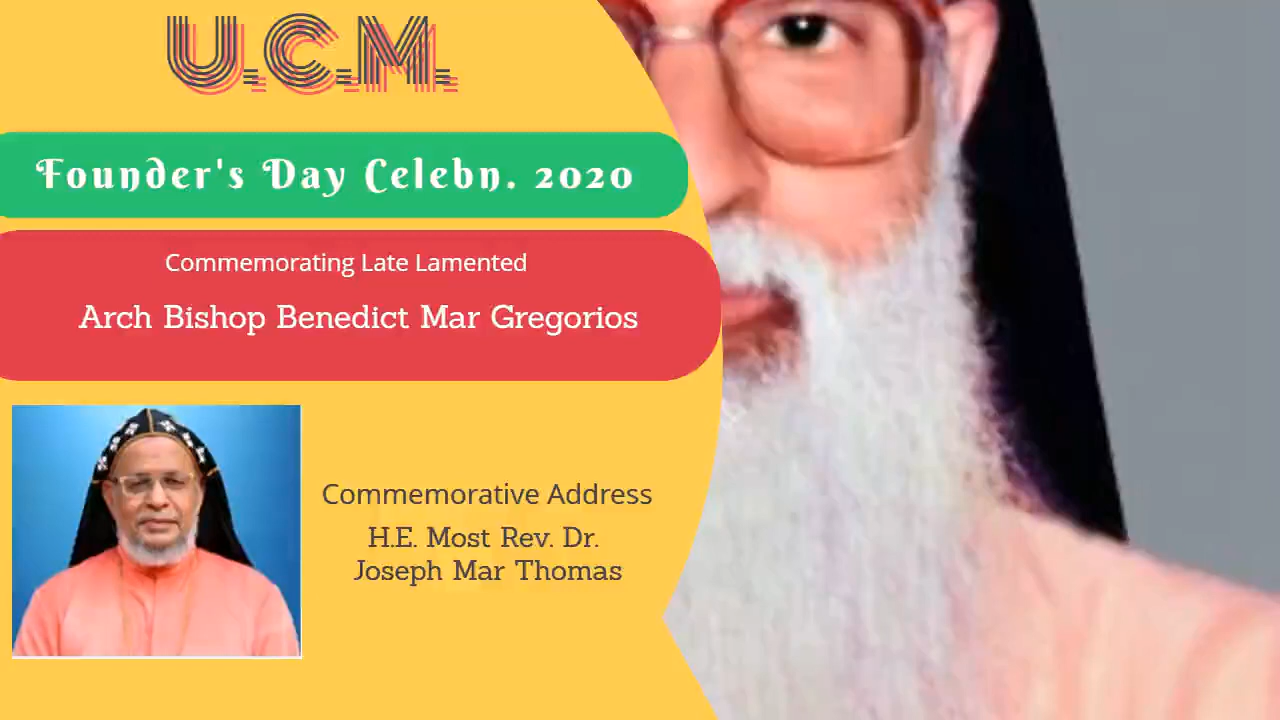 U.C.M.
Founder's Day Celebn. 2020
Commemorating Late Lamented
Arch Bishop Benedict Mar Gregorios
Commemorative Address
H.E. Most Rev. Dr.
Joseph Mar Thomas